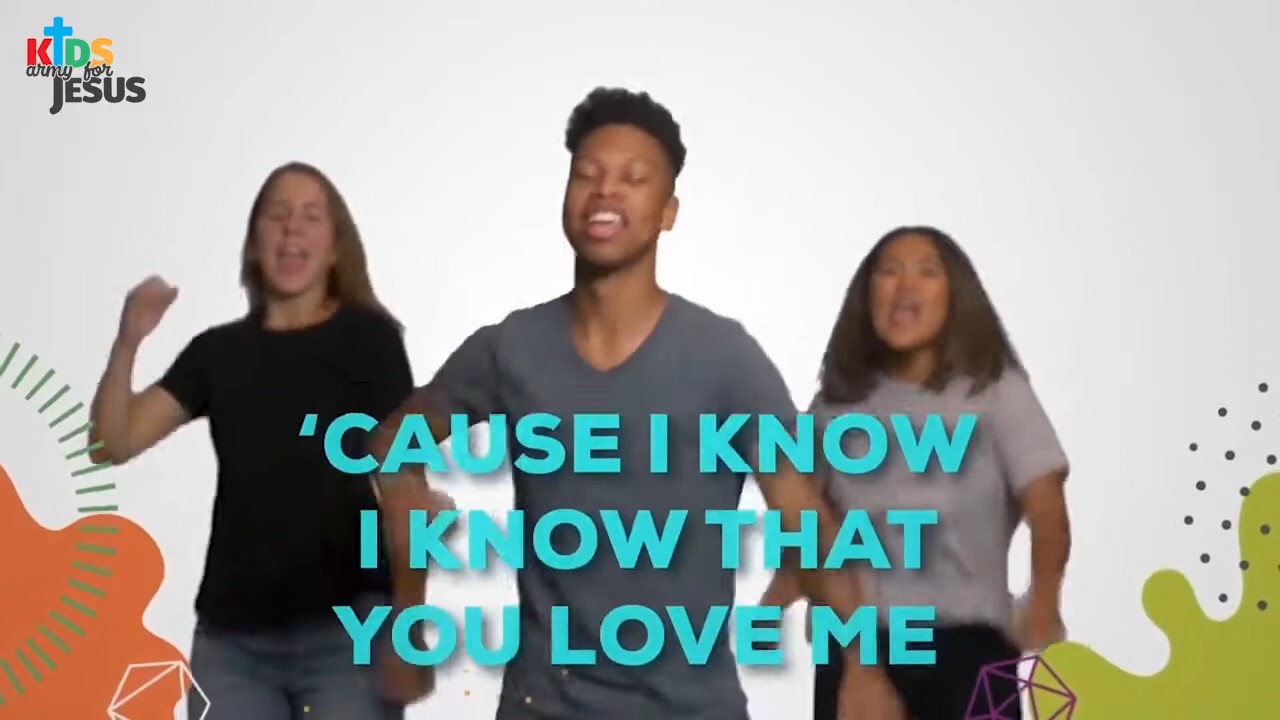 KIDS
army for
JESUS
‘CAUSE I KNOW
I KNOW THAT
YOU LOVE ME